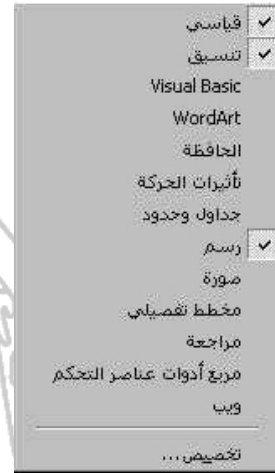 قياسي
تنسيق
Visual Basic
WordArt
الحافظة
تأثيرات الحركة
جداول وحدود
رسم
صورة
مخطط تفصيلي
مراجعة
مربع أدوات عناصر التحكم
ويب
تخصيص...